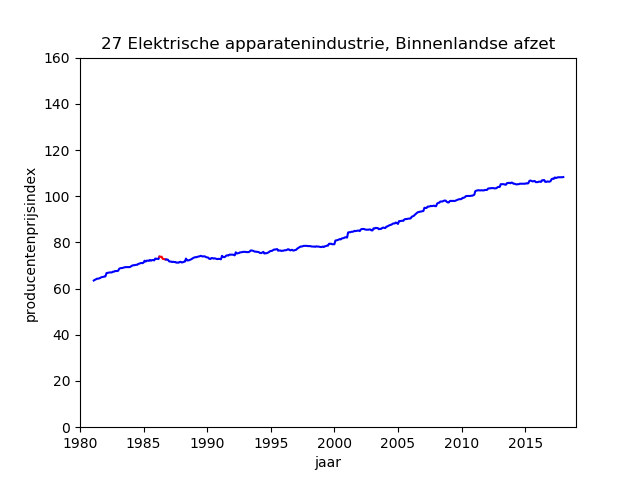 27 Elektrische apparatenindustrie, Binnenlandse afzet
160
140
120
100
80
60
40
20
0
producentenprijsindex
1980 1985 1990 1995 2000 2005 2010 2015
jaar